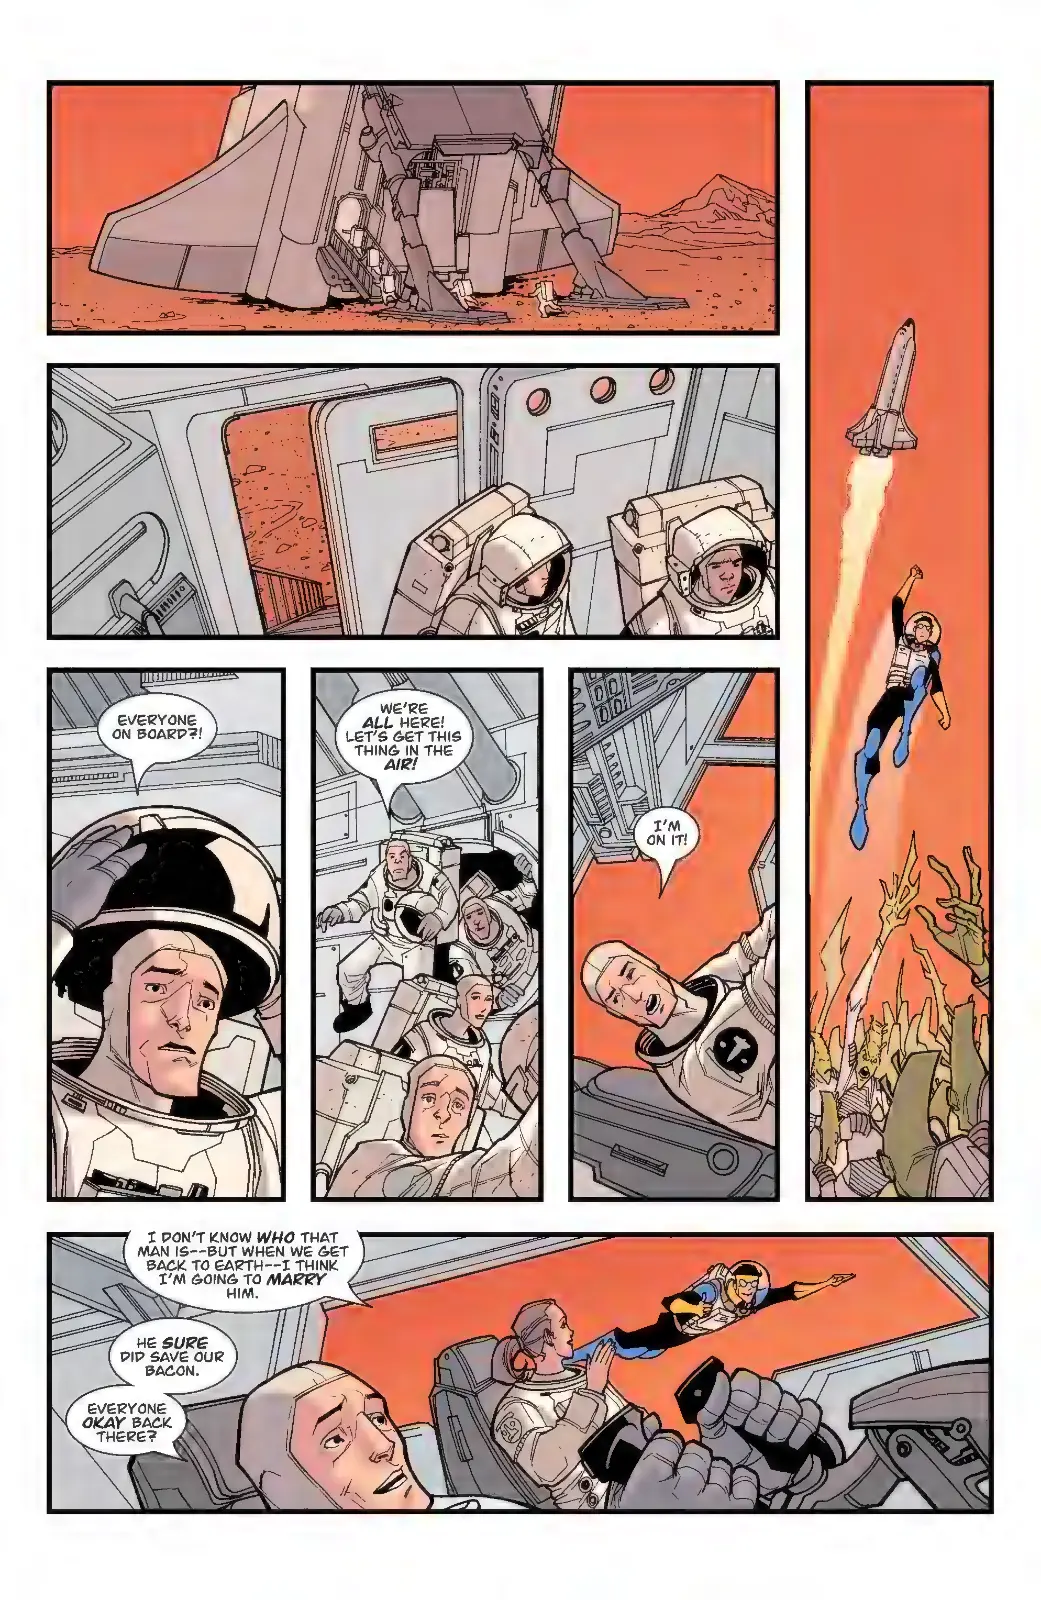 EVERYONE
ON BOARD?!
WE'RE
ALL HERE!
LET'S GET THIS
THING IN THE
AIR!
I'M
ON IT!
I DON'T KNOW WHO THAT
MAN IS--BUT WHEN WE GET
BACK TO EARTH--I THINK
I'M GOING TO MARRY
HIM.
HE SURE
DID SAVE OUR
BACON.
EVERYONE
OKAY BACK
THERE?